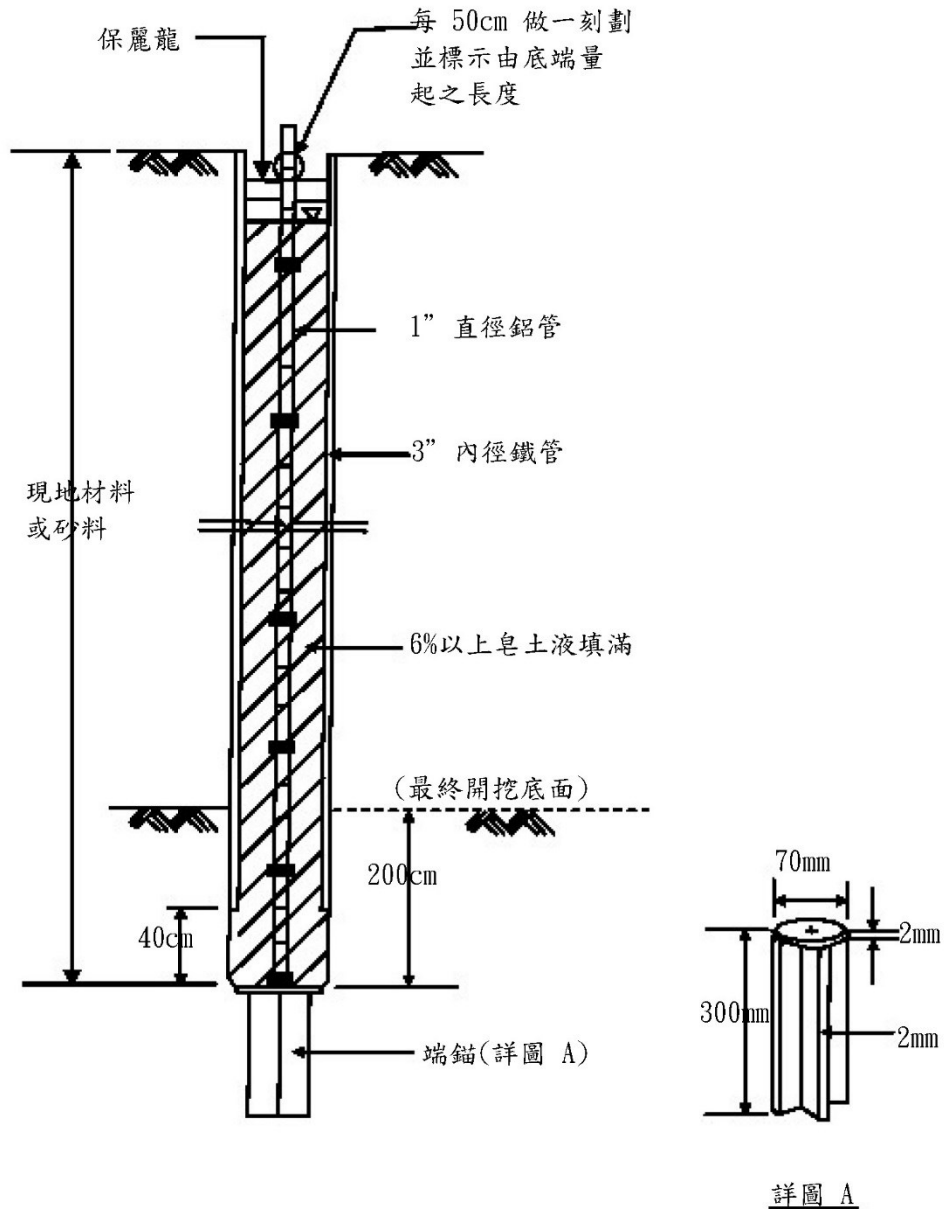 保麗龍
每 50cm 做一刻劃
並標示由底端量
起之長度
1” 直徑鋁管
3” 內徑鐵管
現地材料
或砂料
6%以上皂土液填滿
(最終開挖底面)
200cm
40cm
70mm
2mm
300mm
2mm
端錨(詳圖 A)
詳圖 A